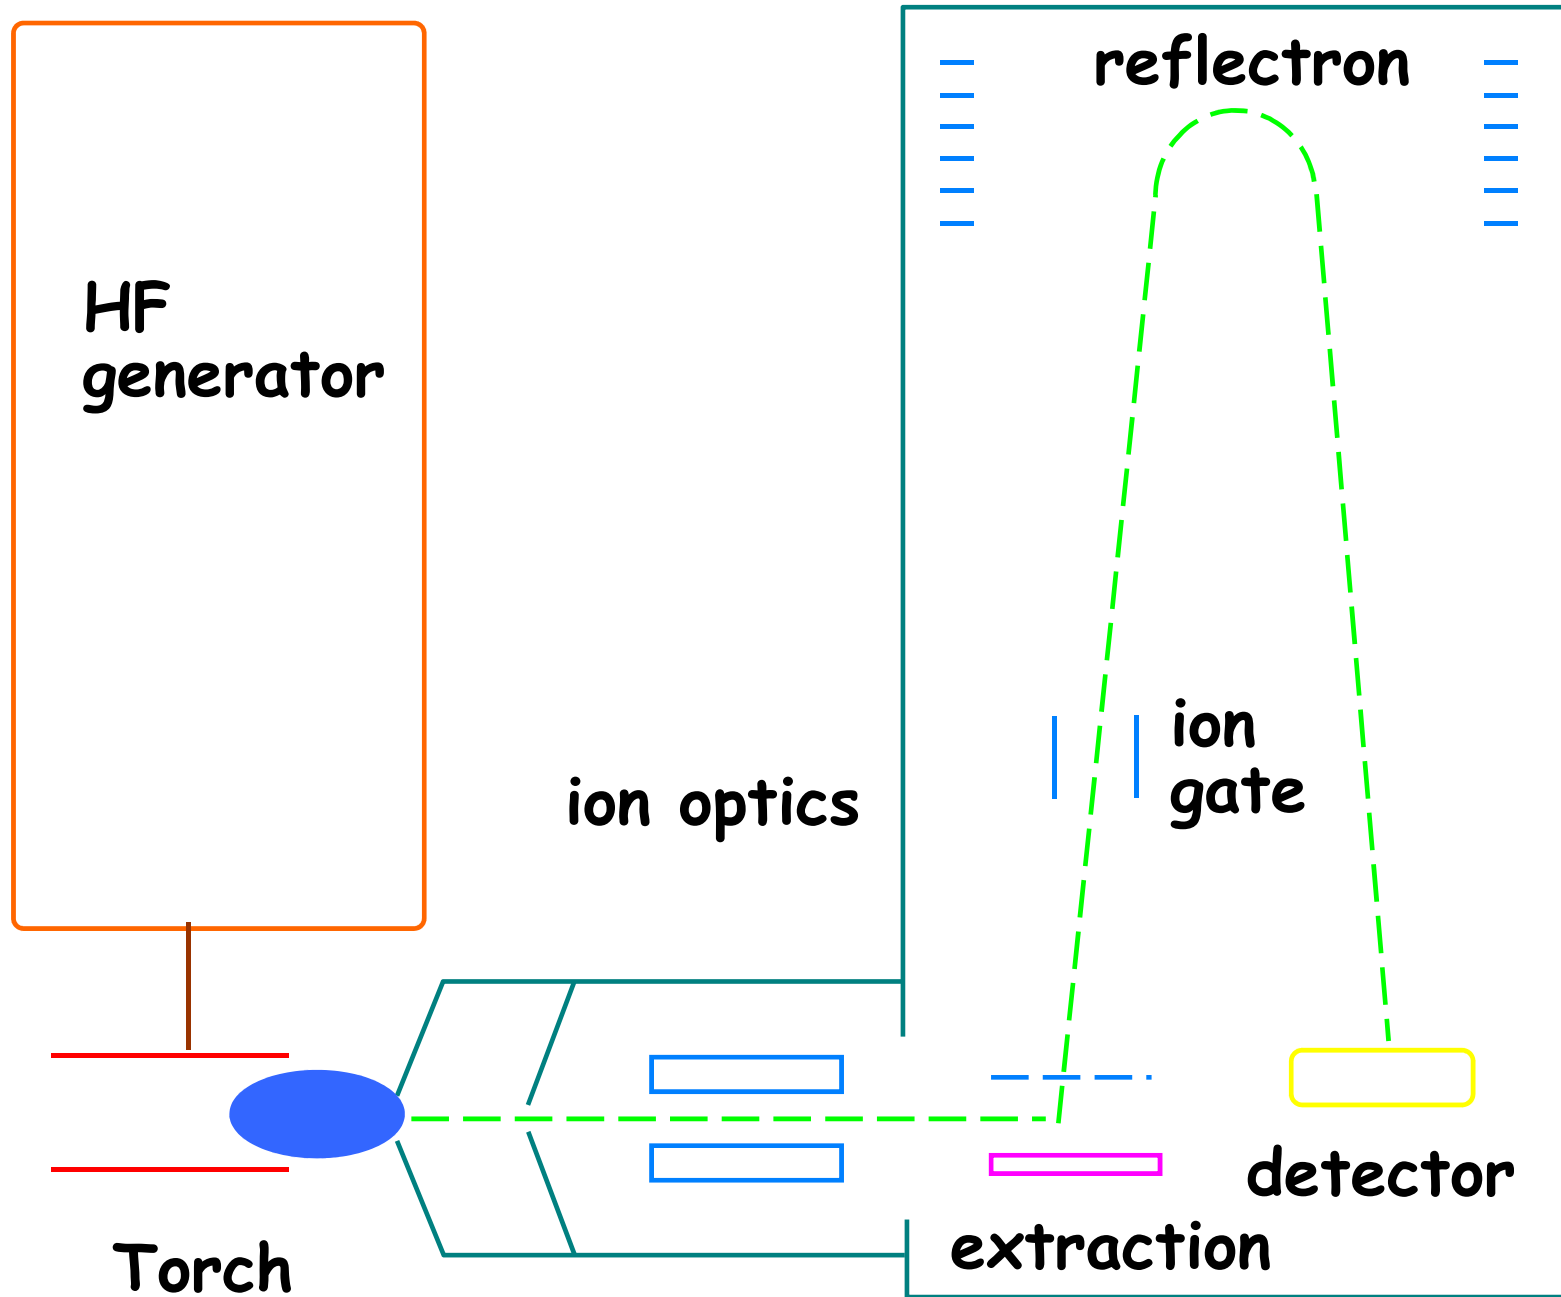 reflectron
HF
generator
ion
gate
ion optics
detector
extraction
Torch